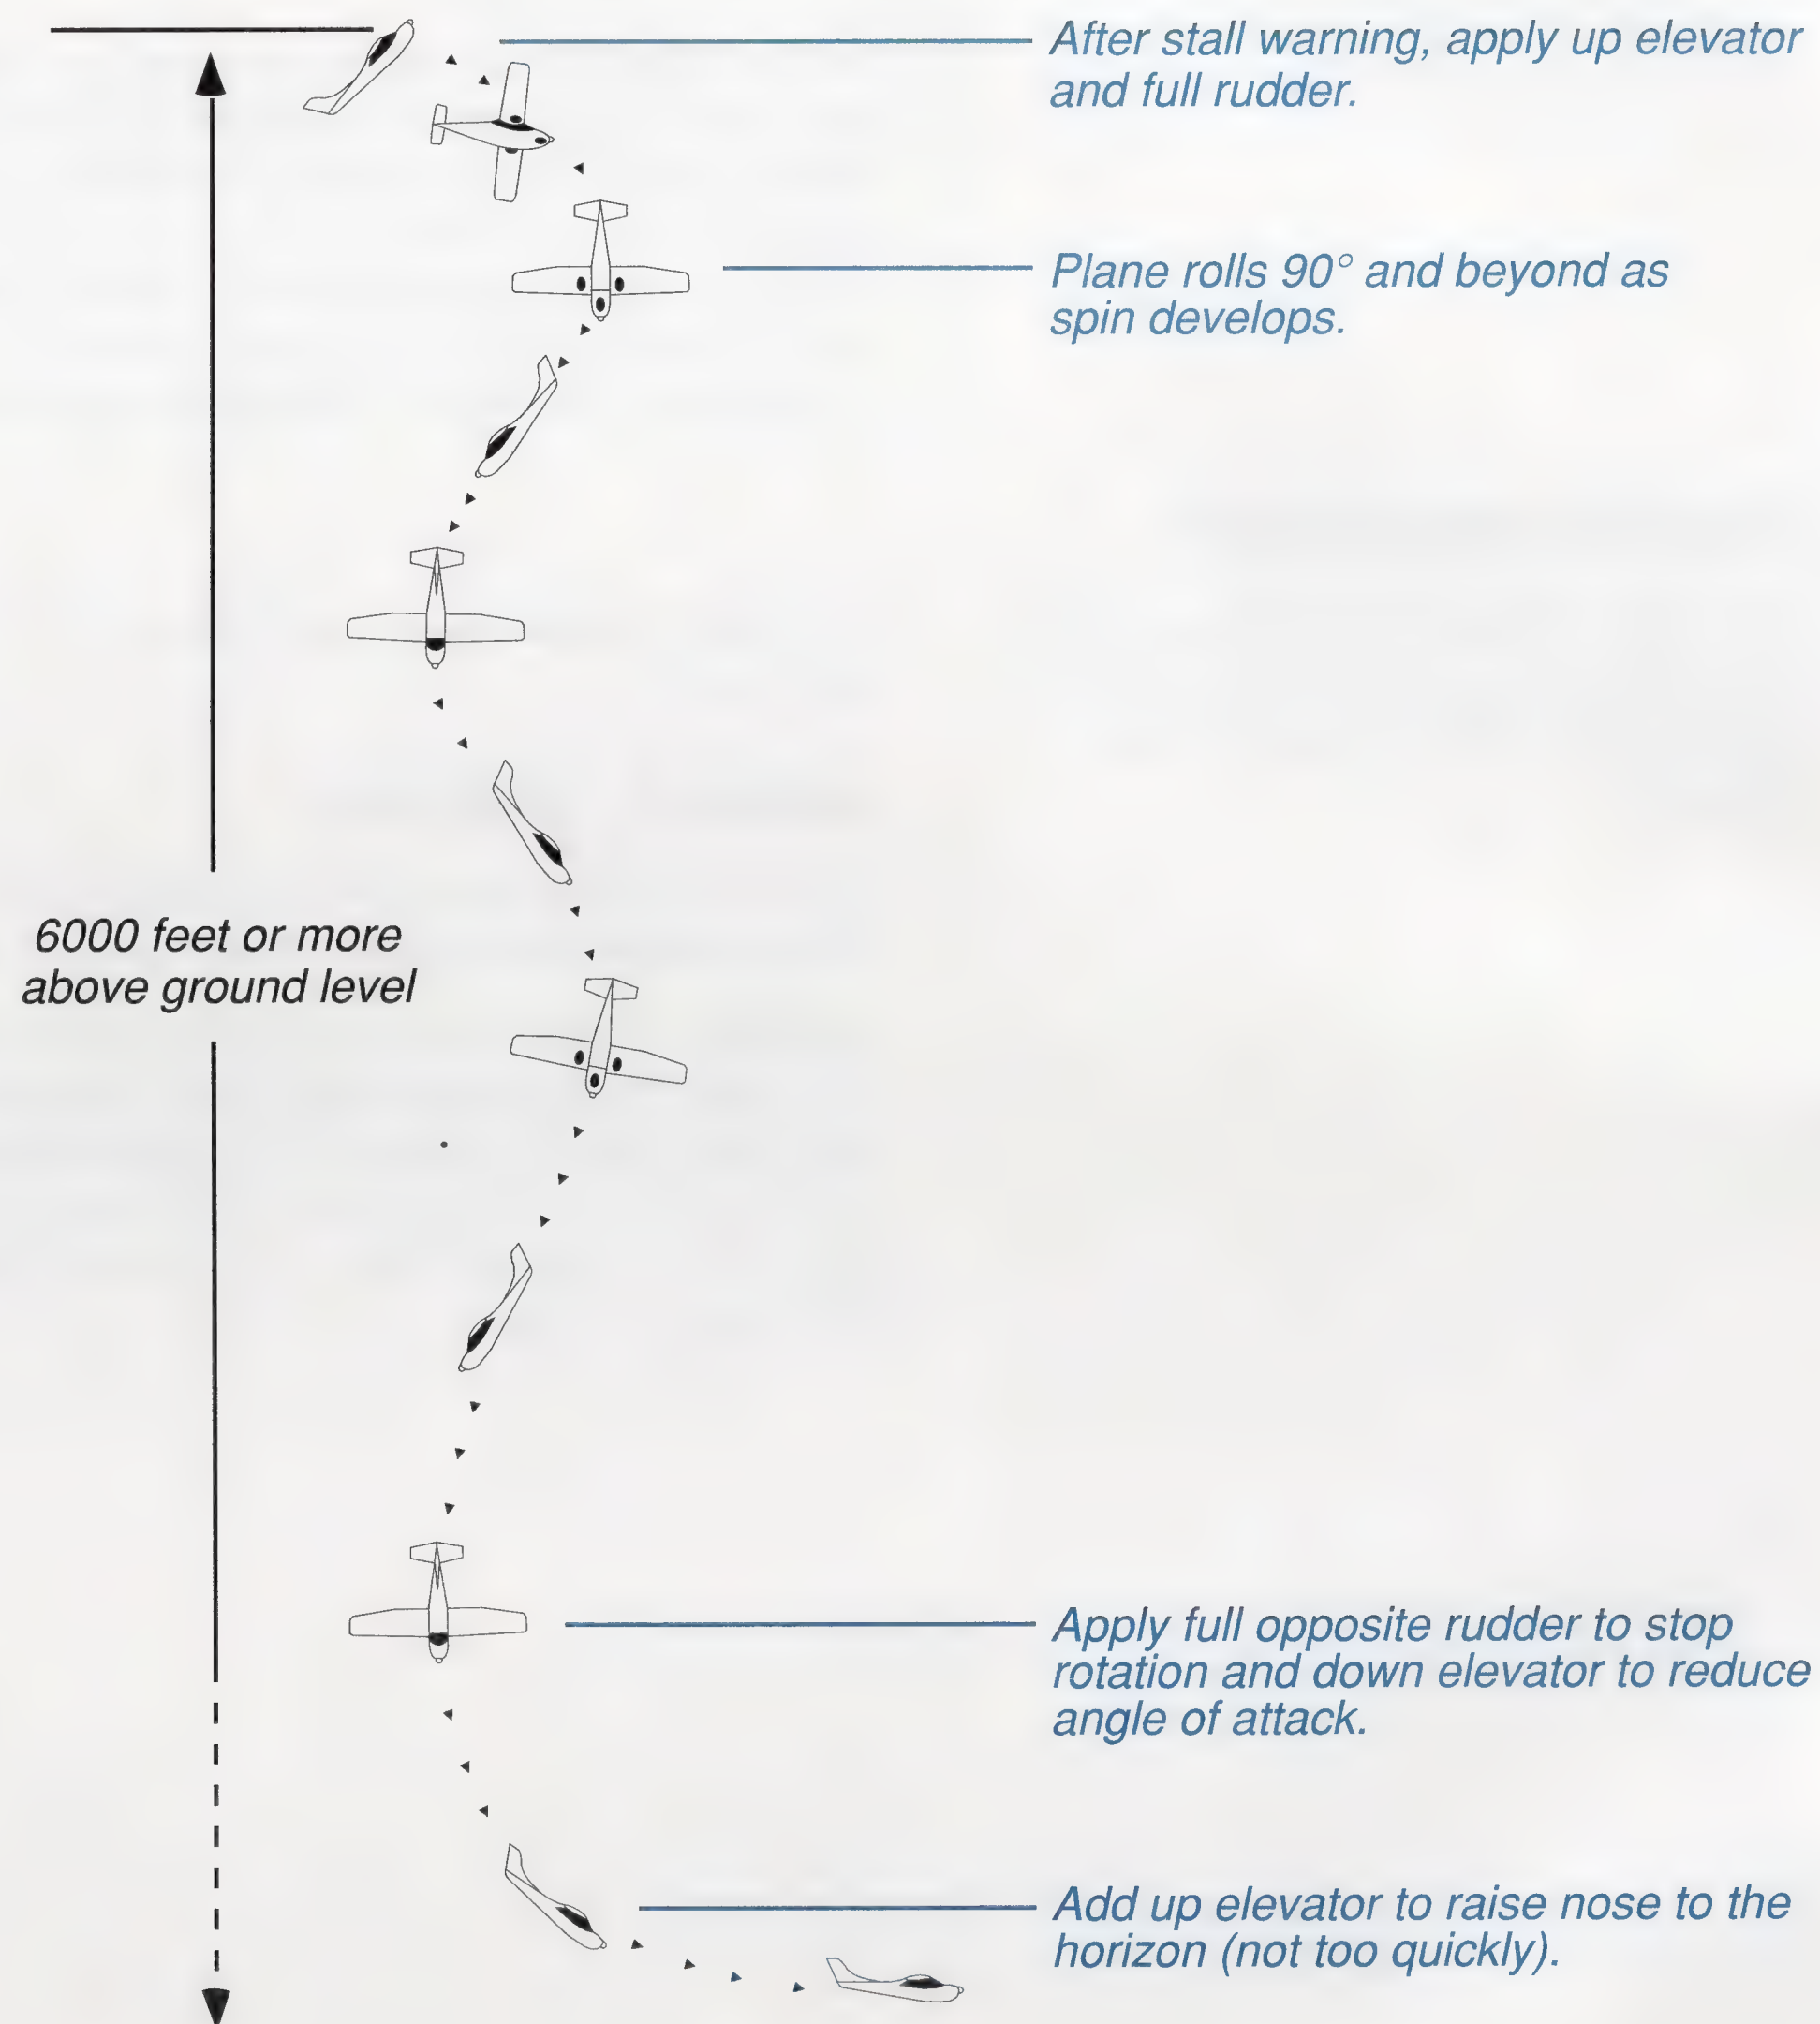 After stall warning, apply up elevator
and full rudder.
Plane rolls 90° and beyond as
spin develops.
6000 feet or more
above ground level
Apply full opposite rudder to stop
rotation and down elevator to reduce
angle of attack.
Add up elevator to raise nose to the
horizon (not too quickly).